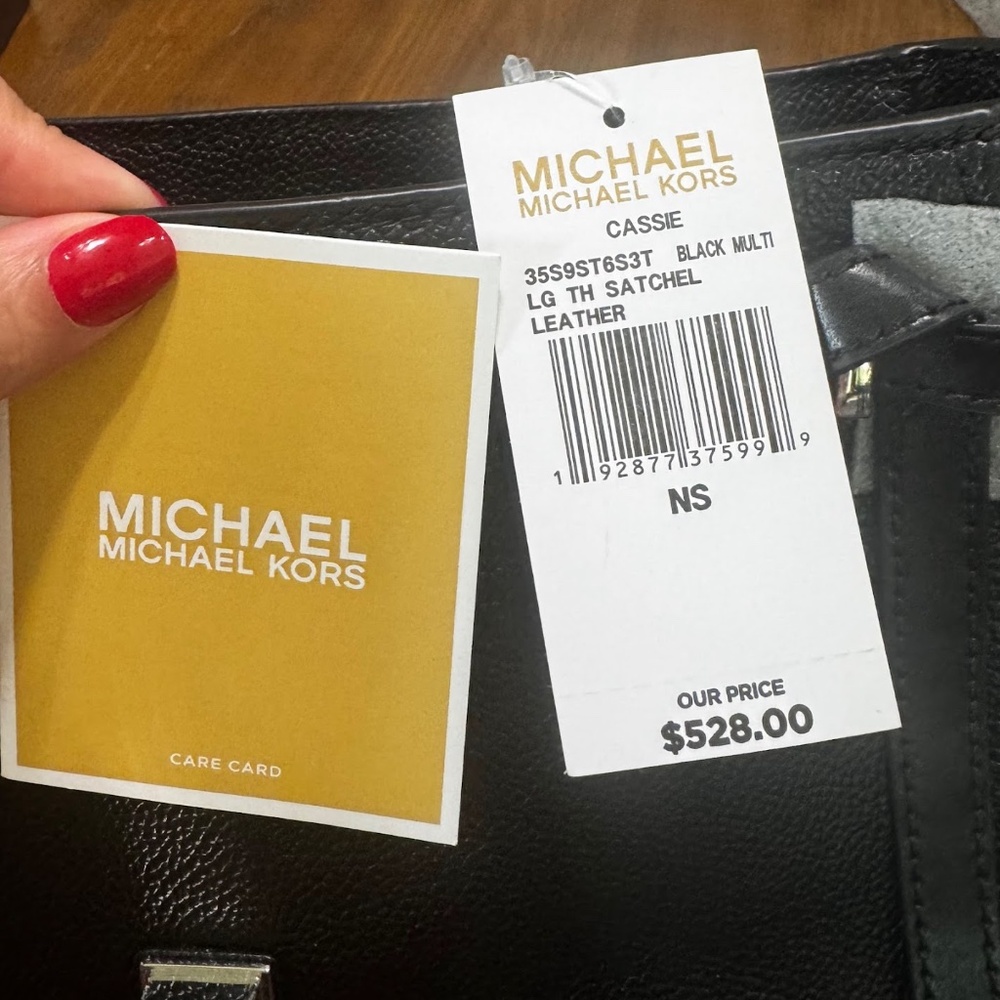 MICHAEL
MICHAEL KORS
CARE CARD
MICHAEL
MICHAEL KORS
CASSIE
35S9ST6S3T BLACK MULTI
LG TH SATCHEL
LEATHER
1 92877 37599 9
NS
OUR PRICE
$528.00